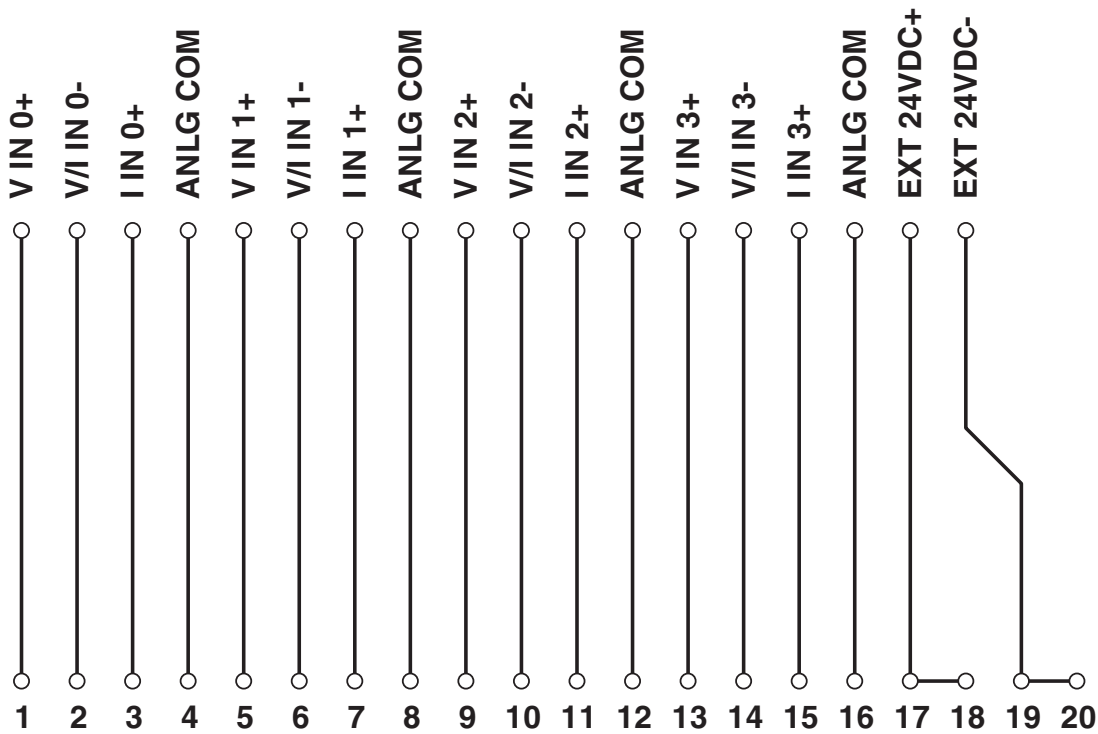 V IN 0+
V/I IN 0-
I IN 0+
ANLG COM
V IN 1+
V/I IN 1-
I IN 1+
ANLG COM
V IN 2+
V/I IN 2-
I IN 2+
ANLG COM
V IN 3+
V/I IN 3-
I IN 3+
ANLG COM
EXT 24VDC+
EXT 24VDC-
1 2 3 4 5 6 7 8 9 10 11 12 13 14 15 16 17 18 19 20